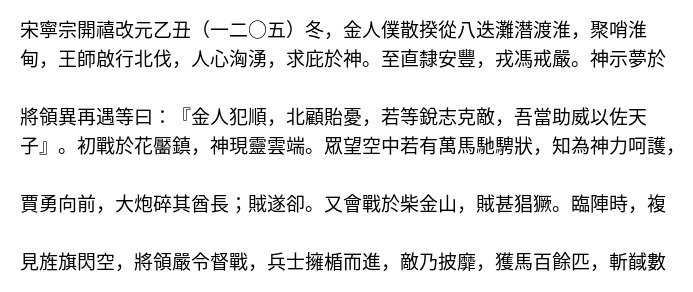 宋寧宗開禧改元乙丑（一二〇五）冬，金人僕散揆從八迭灘潛渡淮，聚哨淮
甸，王師啟行北伐，人心洶湧，求庇於神。至直隸安豐，戎馮戒嚴。神示夢於
將領異再遇等曰：『金人犯順，北顧貽憂，若等銳志克敵，吾當助威以佐天
子』。初戰於花靨鎮，神現靈雲端。眾望空中若有萬馬馳騁狀，知為神力呵護，
賈勇向前，大炮碎其酋長；賊遂卻。又會戰於柴金山，賊甚猖獗。臨陣時，複
見旌旗閃空，將領嚴令督戰，兵士擁楯而進，敵乃披靡，獲馬百餘匹，斬馘數